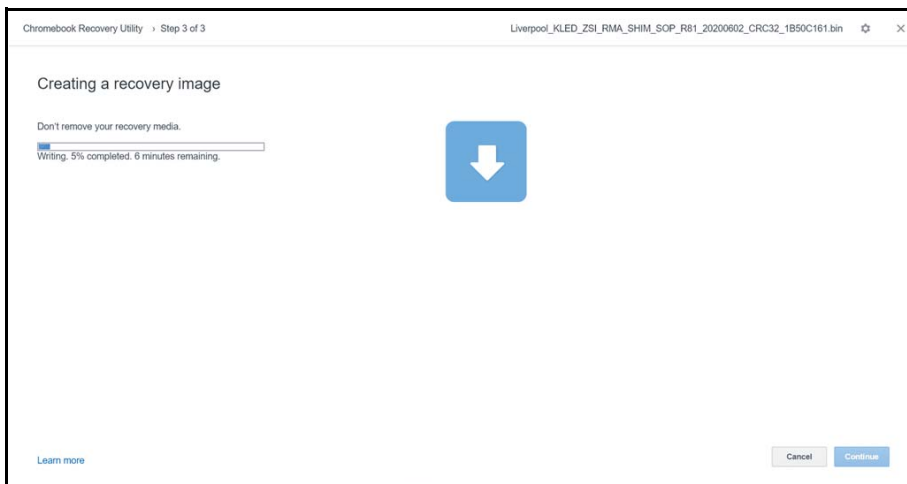 Chromebook Recovery Utility › Step 3 of 3
Liverpool_KLED_ZSI_RMA_SHIM_SOP_R81_20200602_CRC32_1B50C161.bin
Creating a recovery image
Don't remove your recovery media.
Writing. 5% completed. 6 minutes remaining.
Learn more
Cancel
Continue